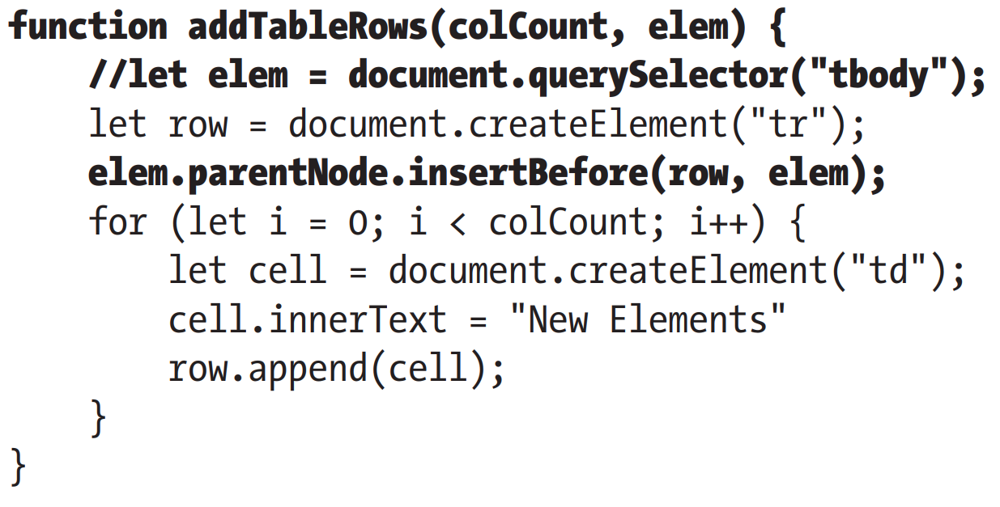 function addTableRows(colCount, elem) {
    //let elem = document.querySelector("tbody");
    let row = document.createElement("tr");
    elem.parentNode.insertBefore(row, elem);
    for (let i = 0; i < colCount; i++) {
        let cell = document.createElement("td");
        cell.innerText = "New Elements"
        row.append(cell);
    }
}